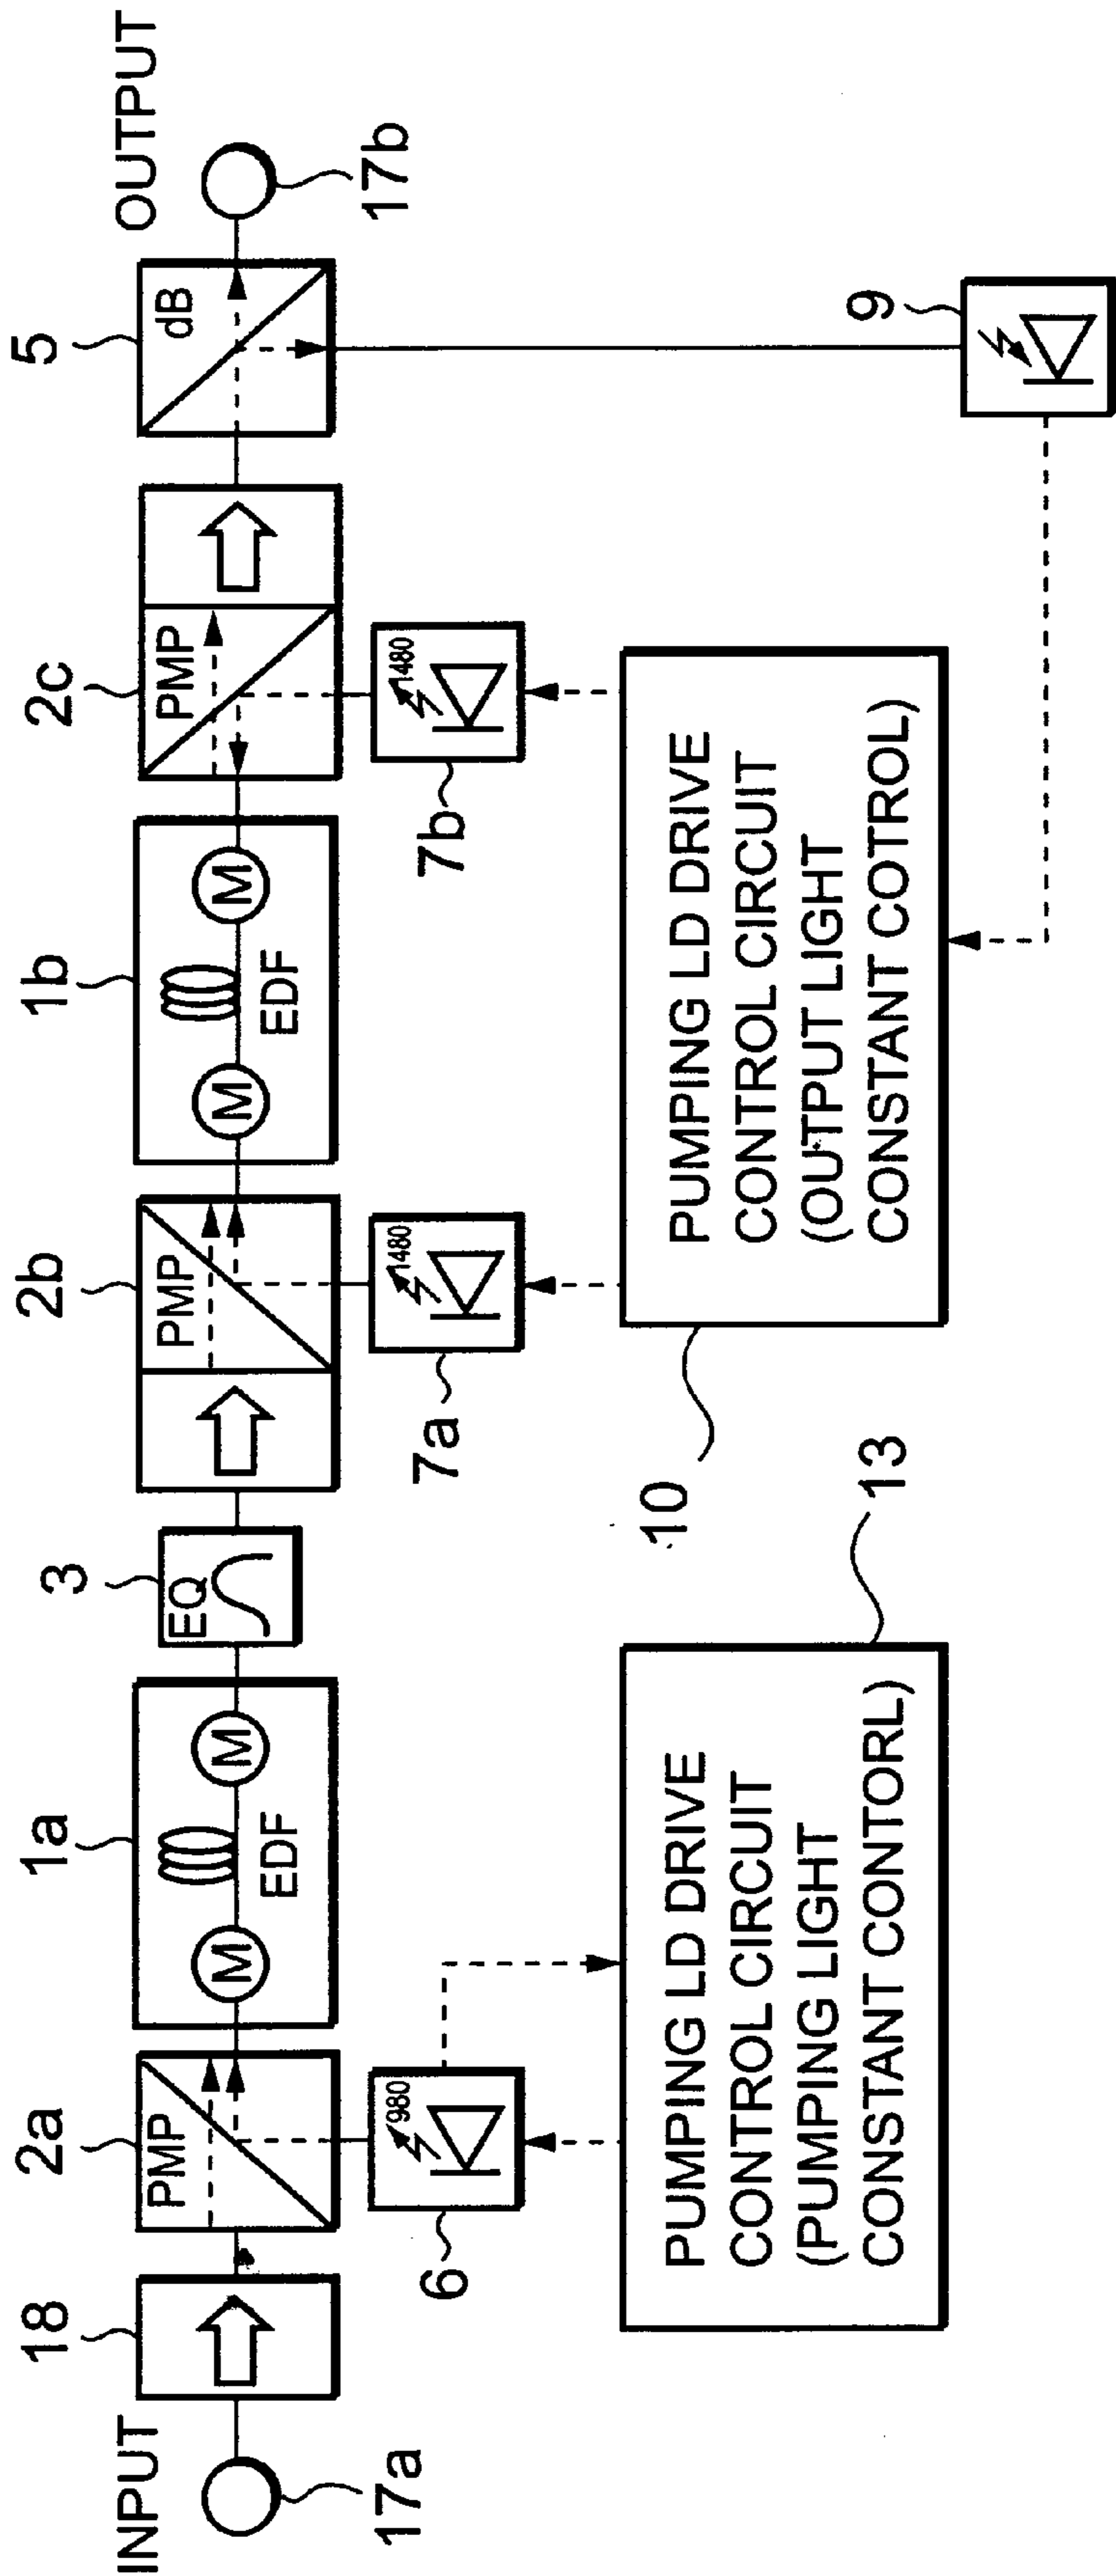 INPUT
17a
18
2a
PMP
980
6
1a
M
M
EDF
3
EQ
2b
PMP
1480
7a
1b
M
M
EDF
2c
PMP
1480
7b
5
dB
OUTPUT
17b
9
PUMPING LD DRIVE
CONTROL CIRCUIT
(PUMPING LIGHT
CONSTANT CONTORL)
13
PUMPING LD DRIVE
CONTROL CIRCUIT
(OUTPUT LIGHT
CONSTANT COTROL)
10